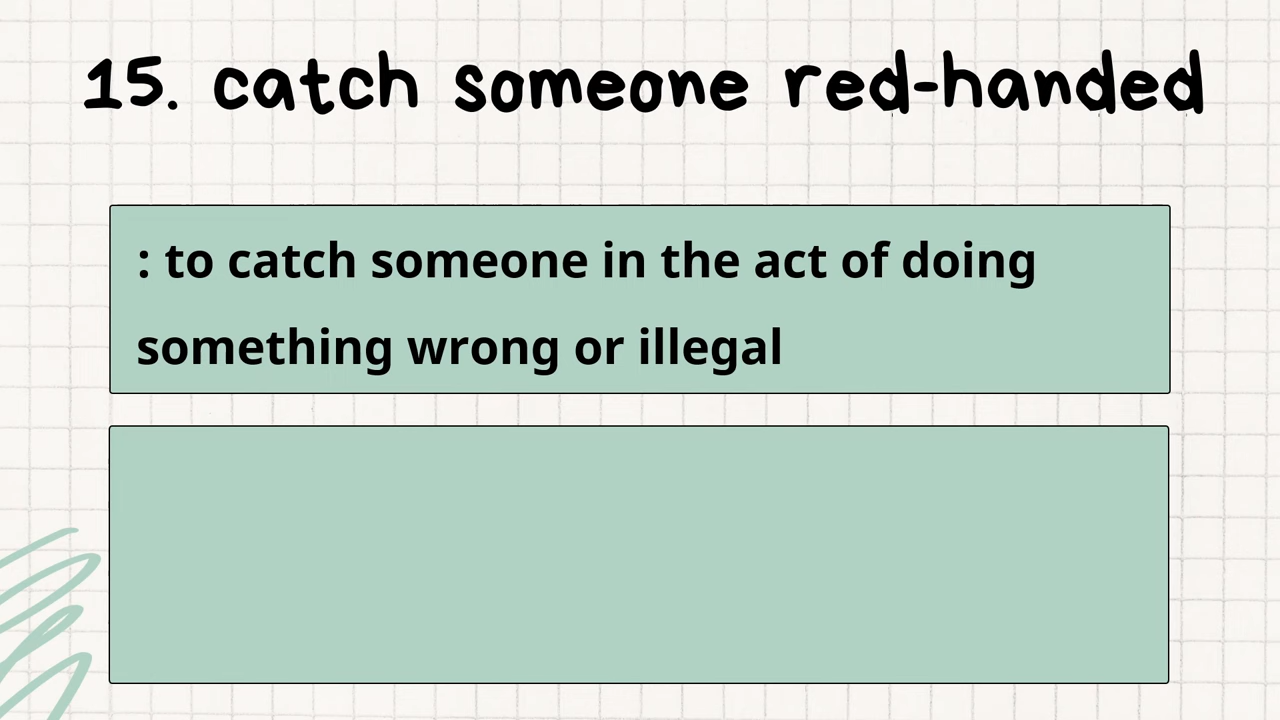 15. catch someone red-handed
: to catch someone in the act of doing
something wrong or illegal